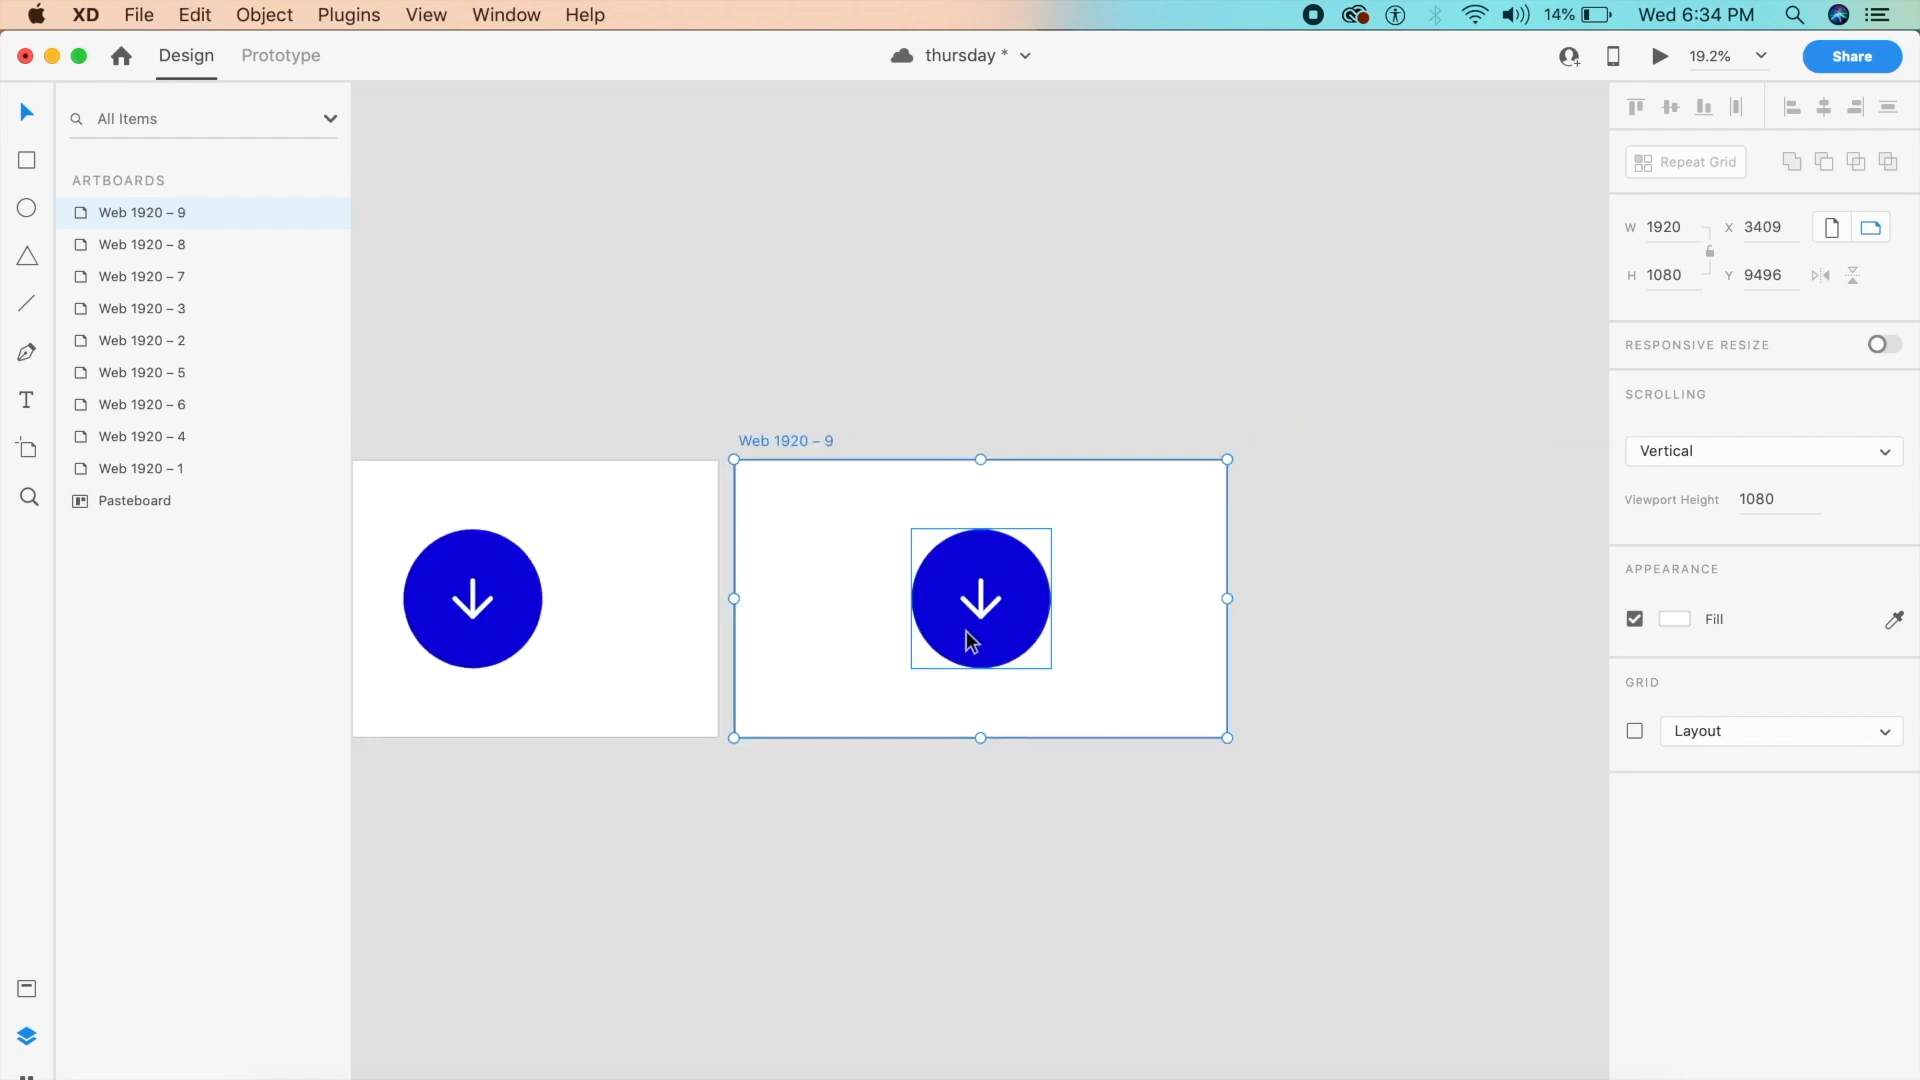 XD File Edit Object Plugins View Window Help 14% Wed 6:34 PM
Design Prototype thursday * 19.2% Share
All Items
ARTBOARDS
Web 1920 – 9
Web 1920 – 8
Web 1920 – 7
Web 1920 – 3
Web 1920 – 2
Web 1920 – 5
Web 1920 – 6
Web 1920 – 4
Web 1920 – 1
Pasteboard
Web 1920 – 9
Repeat Grid
W 1920 X 3409
H 1080 Y 9496
RESPONSIVE RESIZE
SCROLLING
Vertical
Viewport Height 1080
APPEARANCE
Fill
GRID
Layout